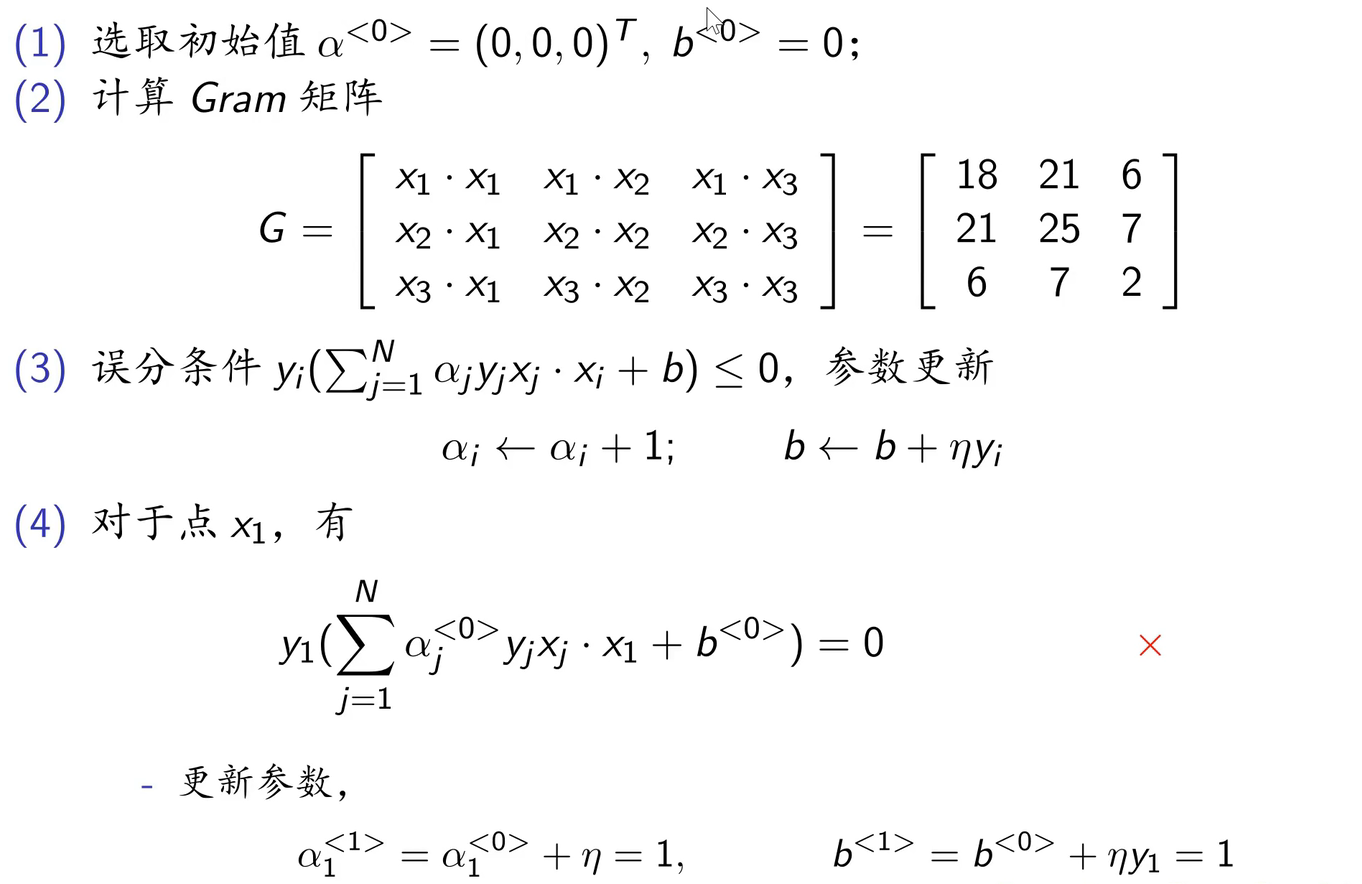 (1) 选取初始值 α^{<0>} = (0, 0, 0)^T, b^{<0>} = 0;
(2) 计算 Gram 矩阵
G = [ x₁ · x₁ x₁ · x₂ x₁ · x₃ ; x₂ · x₁ x₂ · x₂ x₂ · x₃ ; x₃ · x₁ x₃ · x₂ x₃ · x₃ ] = [ 18 21 6 ; 21 25 7 ; 6 7 2 ]
(3) 误分条件 y_i(∑_{j=1}^{N} α_j y_j x_j · x_i + b) ≤ 0，参数更新
α_i ← α_i + 1; b ← b + ηy_i
(4) 对于点 x₁，有
y₁(∑_{j=1}^{N} α_j^{<0>} y_j x_j · x₁ + b^{<0>}) = 0 ×
- 更新参数，
α₁^{<1>} = α₁^{<0>} + η = 1, b^{<1>} = b^{<0>} + ηy₁ = 1